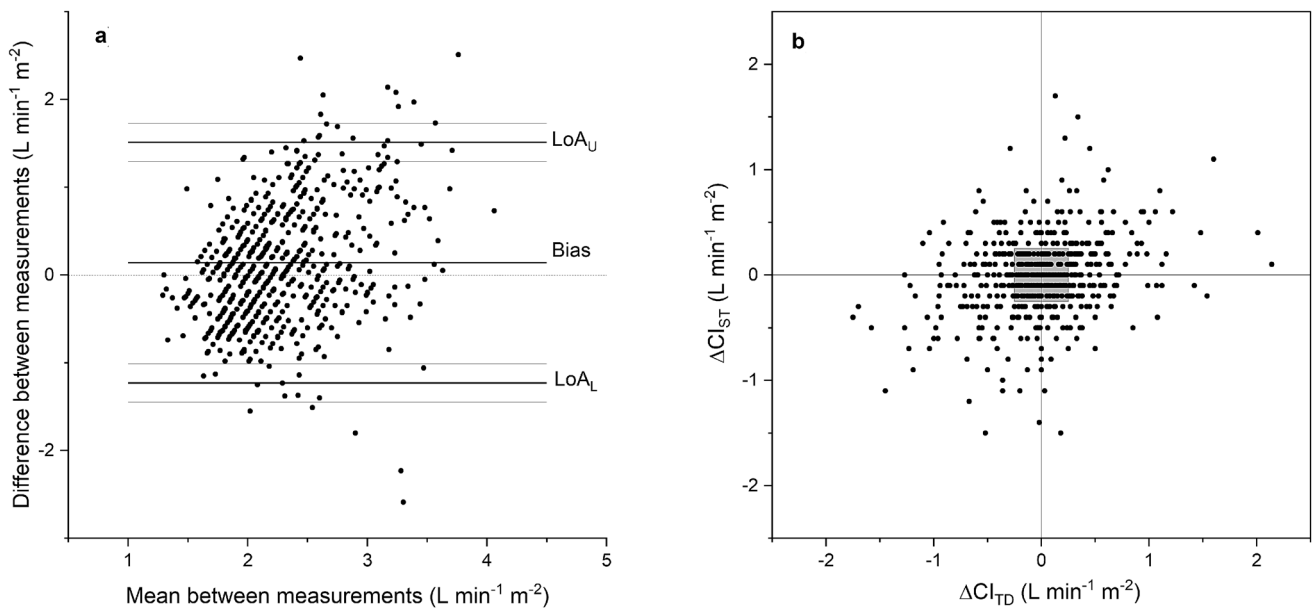 a
Difference between measurements (L min⁻¹ m⁻²)
2
0
-2
LoA_U
Bias
LoA_L
1 2 3 4 5
Mean between measurements (L min⁻¹ m⁻²)
b
ΔCI_ST (L min⁻¹ m⁻²)
2
1
0
-1
-2
-2 -1 0 1 2
ΔCI_TD (L min⁻¹ m⁻²)